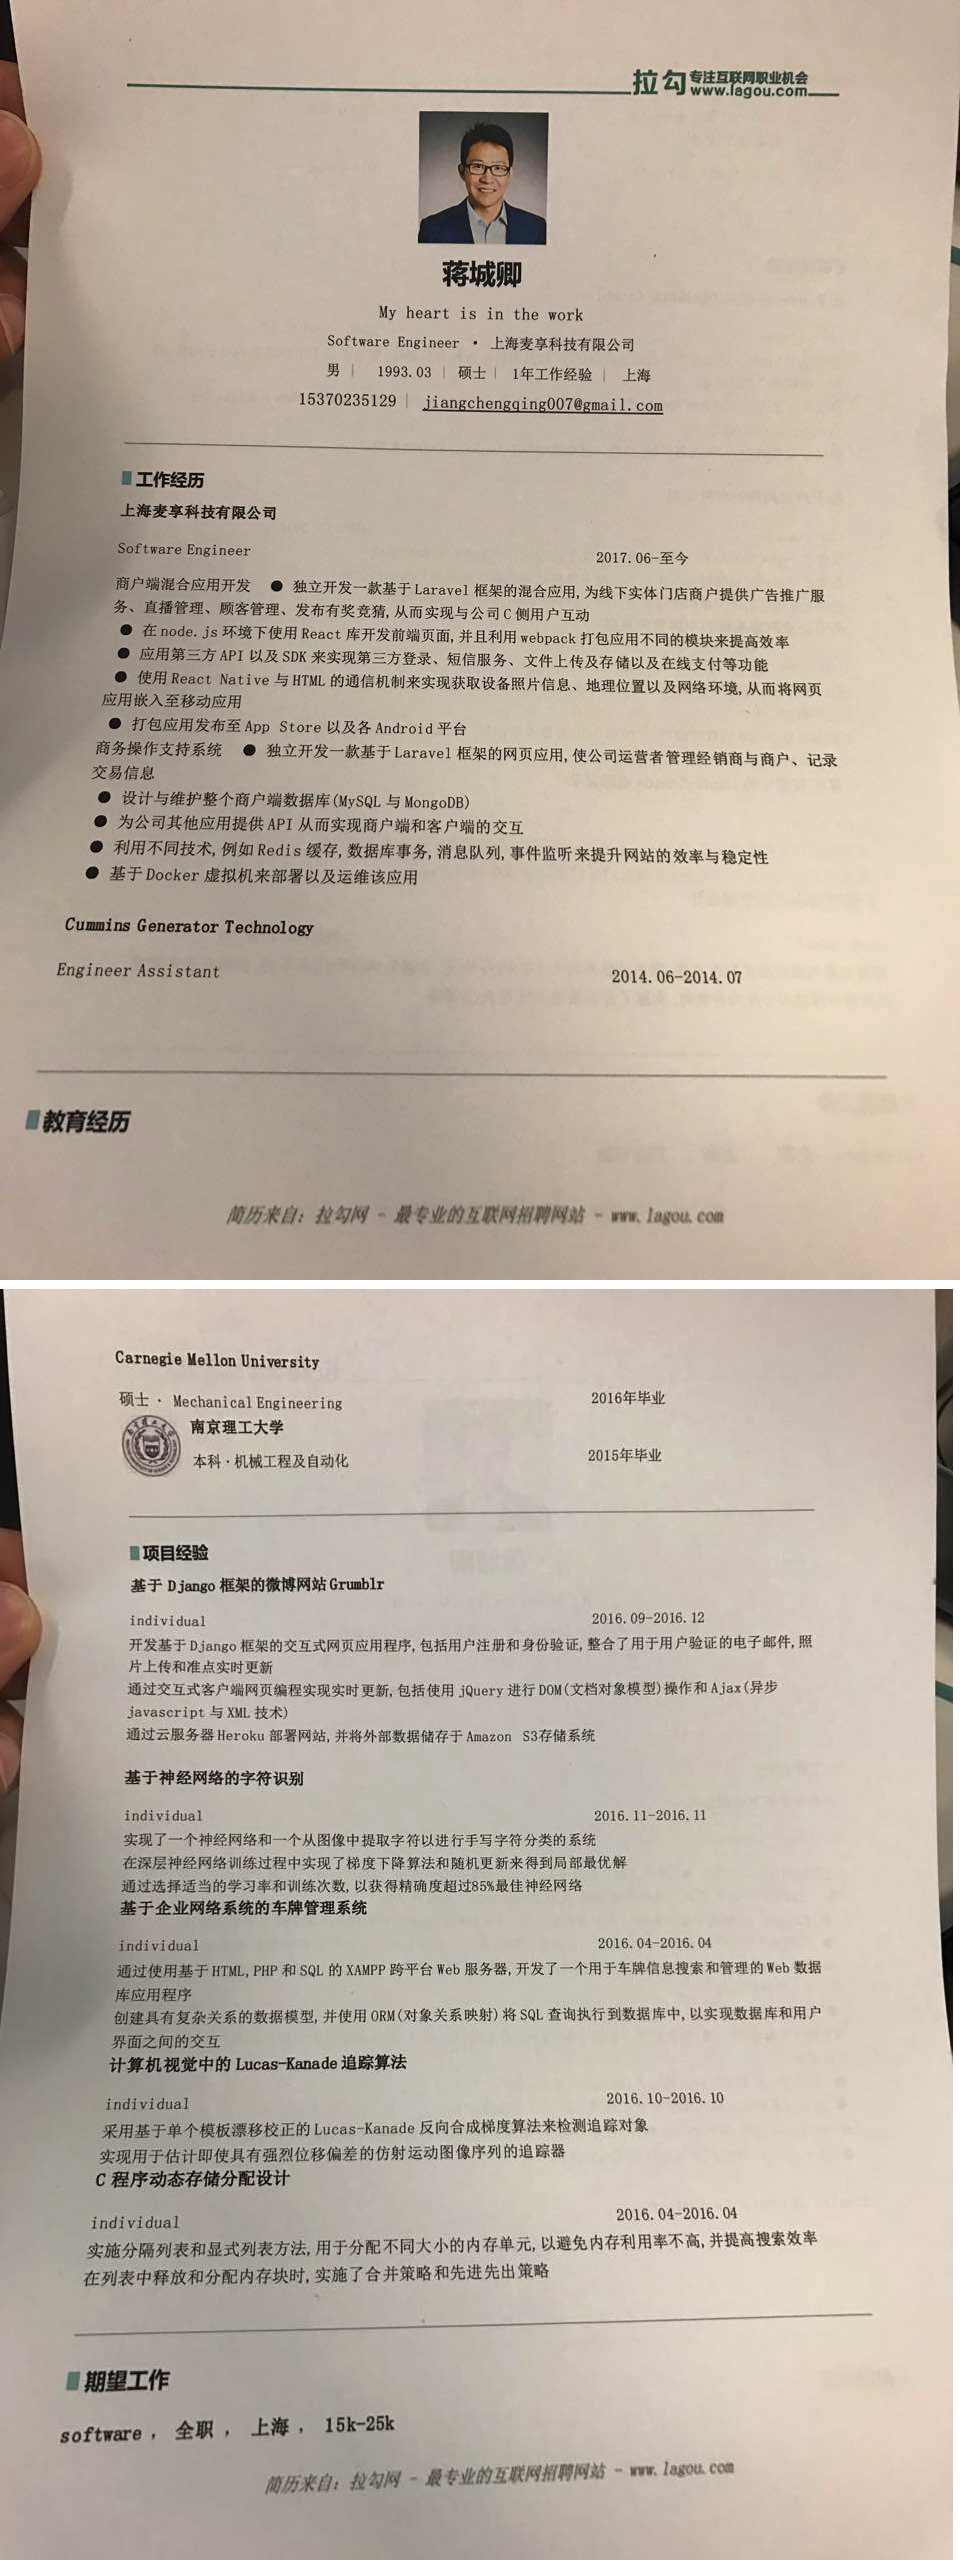 拉勾 专注互联网职业机会
www.lagou.com
蒋城卿
My heart is in the work
Software Engineer · 上海麦享科技有限公司
男 | 1993.03 | 硕士 | 1年工作经验 | 上海
15370235129 | jiangchengqing007@gmail.com
工作经历
上海麦享科技有限公司
Software Engineer 2017.06-至今
商户端混合应用开发 ● 独立开发一款基于Laravel 框架的混合应用,为线下实体门店商户提供广告推广服
务、直播管理、顾客管理、发布有奖竞猜,从而实现与公司C侧用户互动
● 在node.js环境下使用React 库开发前端页面,并且利用webpack 打包应用不同的模块来提高效率
● 应用第三方API以及SDK来实现第三方登录、短信服务、文件上传及存储以及在线支付等功能
● 使用React Native 与HTML的通信机制来实现获取设备照片信息、地理位置以及网络环境,从而将网页
应用嵌入至移动应用
● 打包应用发布至App Store 以及各Android平台
商务操作支持系统 ● 独立开发一款基于Laravel 框架的网页应用,使公司运营者管理经销商与商户、记录
交易信息
● 设计与维护整个商户端数据库(MySQL 与MongoDB)
● 为公司其他应用提供API从而实现商户端和客户端的交互
● 利用不同技术,例如Redis缓存,数据库事务,消息队列,事件监听来提升网站的效率与稳定性
● 基于Docker 虚拟机来部署以及运维该应用
Cummins Generator Technology
Engineer Assistant 2014.06-2014.07
教育经历
简历来自: 拉勾网 - 最专业的互联网招聘网站 - www.lagou.com
Carnegie Mellon University
硕士 · Mechanical Engineering 2016年毕业
南京理工大学
本科 · 机械工程及自动化 2015年毕业
项目经验
基于 Django 框架的微博网站Grumblr
individual 2016.09-2016.12
开发基于Django框架的交互式网页应用程序,包括用户注册和身份验证,整合了用于用户验证的电子邮件,照
片上传和准点实时更新
通过交互式客户端网页编程实现实时更新,包括使用 jQuery 进行DOM(文档对象模型)操作和Ajax(异步
javascript 与XML 技术)
通过云服务器Heroku 部署网站,并将外部数据储存于Amazon S3存储系统
基于神经网络的字符识别
individual 2016.11-2016.11
实现了一个神经网络和一个从图像中提取字符以进行手写字符分类的系统
在深层神经网络训练过程中实现了梯度下降算法和随机更新来得到局部最优解
通过选择适当的学习率和训练次数,以获得精确度超过85%最佳神经网络
基于企业网络系统的车牌管理系统
individual 2016.04-2016.04
通过使用基于HTML,PHP 和 SQL 的 XAMPP 跨平台Web 服务器,开发了一个用于车牌信息搜索和管理的Web 数据
库应用程序
创建具有复杂关系的数据模型,并使用ORM(对象关系映射)将SQL 查询执行到数据库中,以实现数据库和用户
界面之间的交互
计算机视觉中的Lucas-Kanade追踪算法
individual 2016.10-2016.10
采用基于单个模板漂移校正的Lucas-Kanade 反向合成梯度算法来检测追踪对象
实现用于估计即使具有强烈位移偏差的仿射运动图像序列的追踪器
C 程序动态存储分配设计
individual 2016.04-2016.04
实施分隔列表和显式列表方法,用于分配不同大小的内存单元,以避免内存利用率不高,并提高搜索效率
在列表中释放和分配内存块时,实施了合并策略和先进先出策略
期望工作
software , 全职 , 上海 , 15k-25k
简历来自: 拉勾网 - 最专业的互联网招聘网站 - www.lagou.com